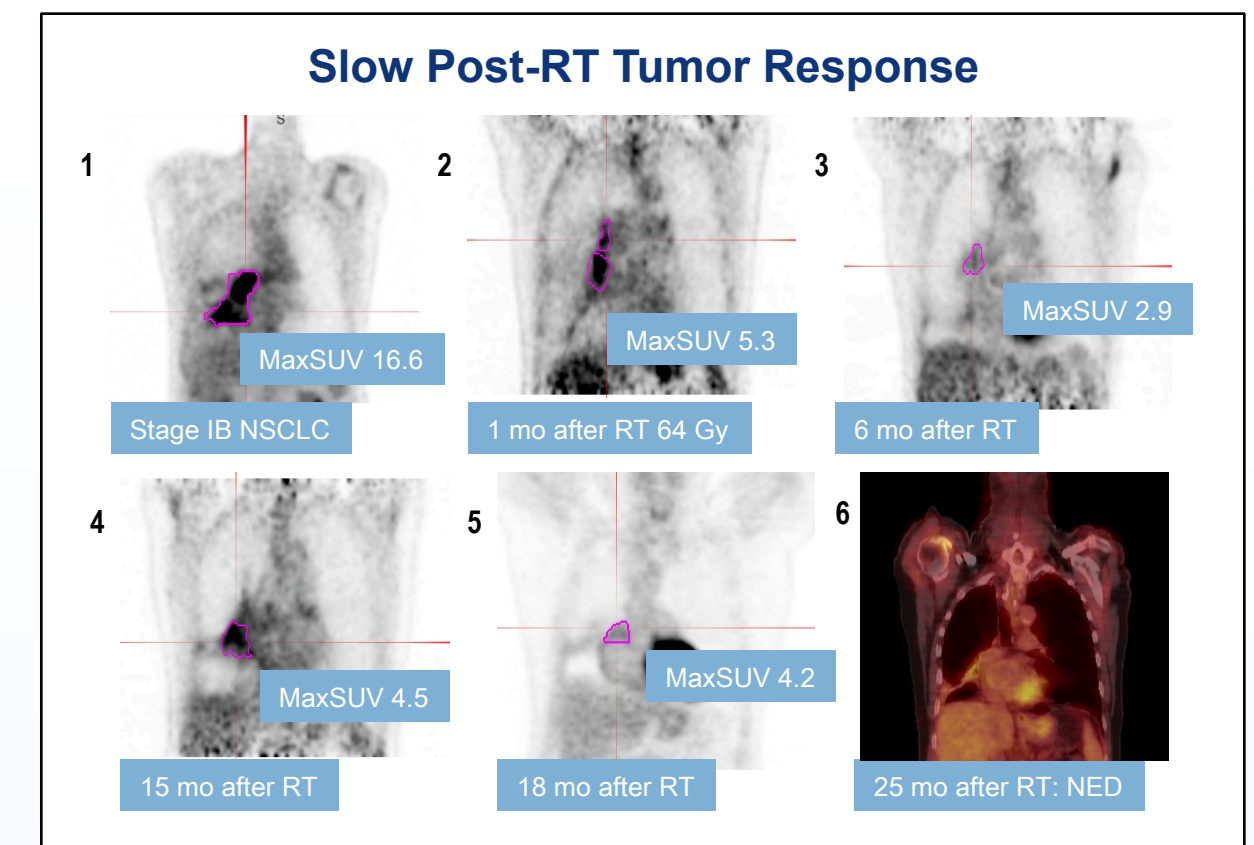 Slow Post-RT Tumor Response
1
S
MaxSUV 16.6
Stage IB NSCLC
2
MaxSUV 5.3
1 mo after RT 64 Gy
3
MaxSUV 2.9
6 mo after RT
4
MaxSUV 4.5
15 mo after RT
5
MaxSUV 4.2
18 mo after RT
6
25 mo after RT: NED